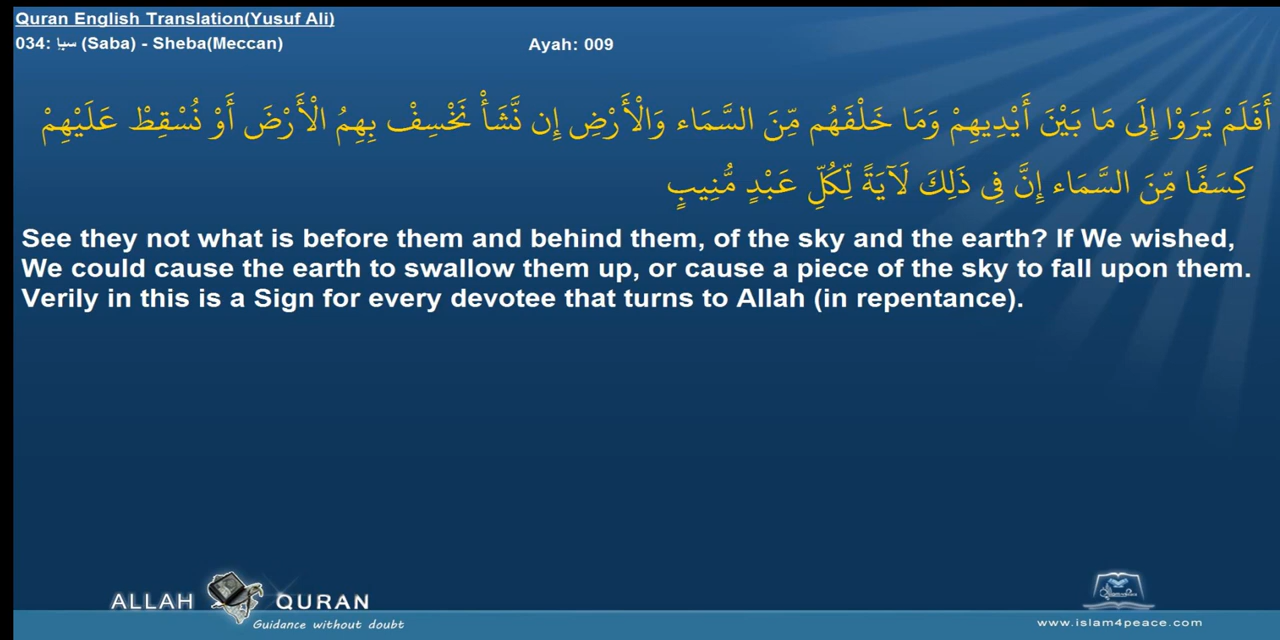 Quran English Translation(Yusuf Ali)
034: سبإ (Saba) - Sheba(Meccan) Ayah: 009
أَفَلَمْ يَرَوْا إِلَى مَا بَيْنَ أَيْدِيهِمْ وَمَا خَلْفَهُم مِّنَ السَّمَاء وَالْأَرْضِ إِن نَّشَأْ نَخْسِفْ بِهِمُ الْأَرْضَ أَوْ نُسْقِطْ عَلَيْهِمْ
كِسَفًا مِّنَ السَّمَاء إِنَّ فِي ذَلِكَ لَآيَةً لِّكُلِّ عَبْدٍ مُّنِيبٍ
See they not what is before them and behind them, of the sky and the earth? If We wished,
We could cause the earth to swallow them up, or cause a piece of the sky to fall upon them.
Verily in this is a Sign for every devotee that turns to Allah (in repentance).
ALLAH QURAN
Guidance without doubt
www.islam4peace.com